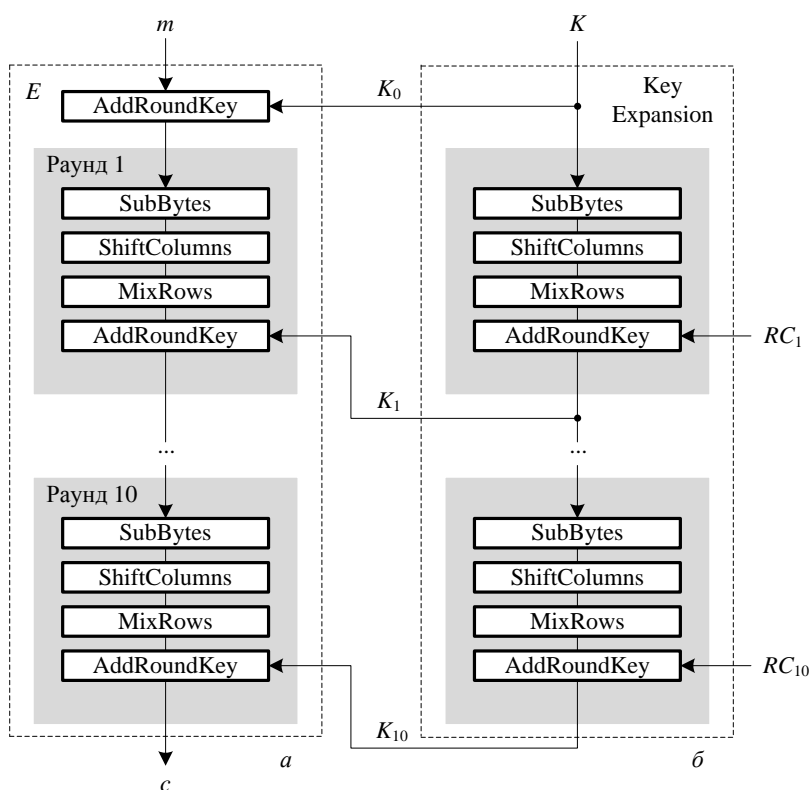 m K
E K0 Key
AddRoundKey Expansion
Раунд 1
SubBytes SubBytes
ShiftColumns ShiftColumns
MixRows MixRows
AddRoundKey AddRoundKey RC1
K1
... ...
Раунд 10
SubBytes SubBytes
ShiftColumns ShiftColumns
MixRows MixRows
AddRoundKey AddRoundKey RC10
K10
а б
c